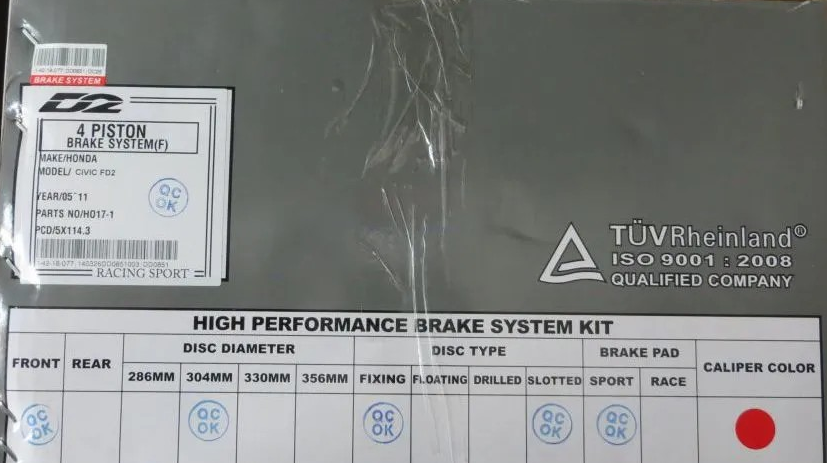 BRAKE SYSTEM
D2
4 PISTON
BRAKE SYSTEM(F)
MAKE/HONDA
MODEL/ CIVIC FD2
YEAR/05~11
QC OK
PARTS NO/HO17-1
PCD/5X114.3
RACING SPORT
TÜVRheinland®
ISO 9001 : 2008
QUALIFIED COMPANY
HIGH PERFORMANCE BRAKE SYSTEM KIT
FRONT REAR DISC DIAMETER DISC TYPE BRAKE PAD CALIPER COLOR
286MM 304MM 330MM 356MM FIXING FLOATING DRILLED SLOTTED SPORT RACE
QC OK QC OK QC OK QC OK QC OK